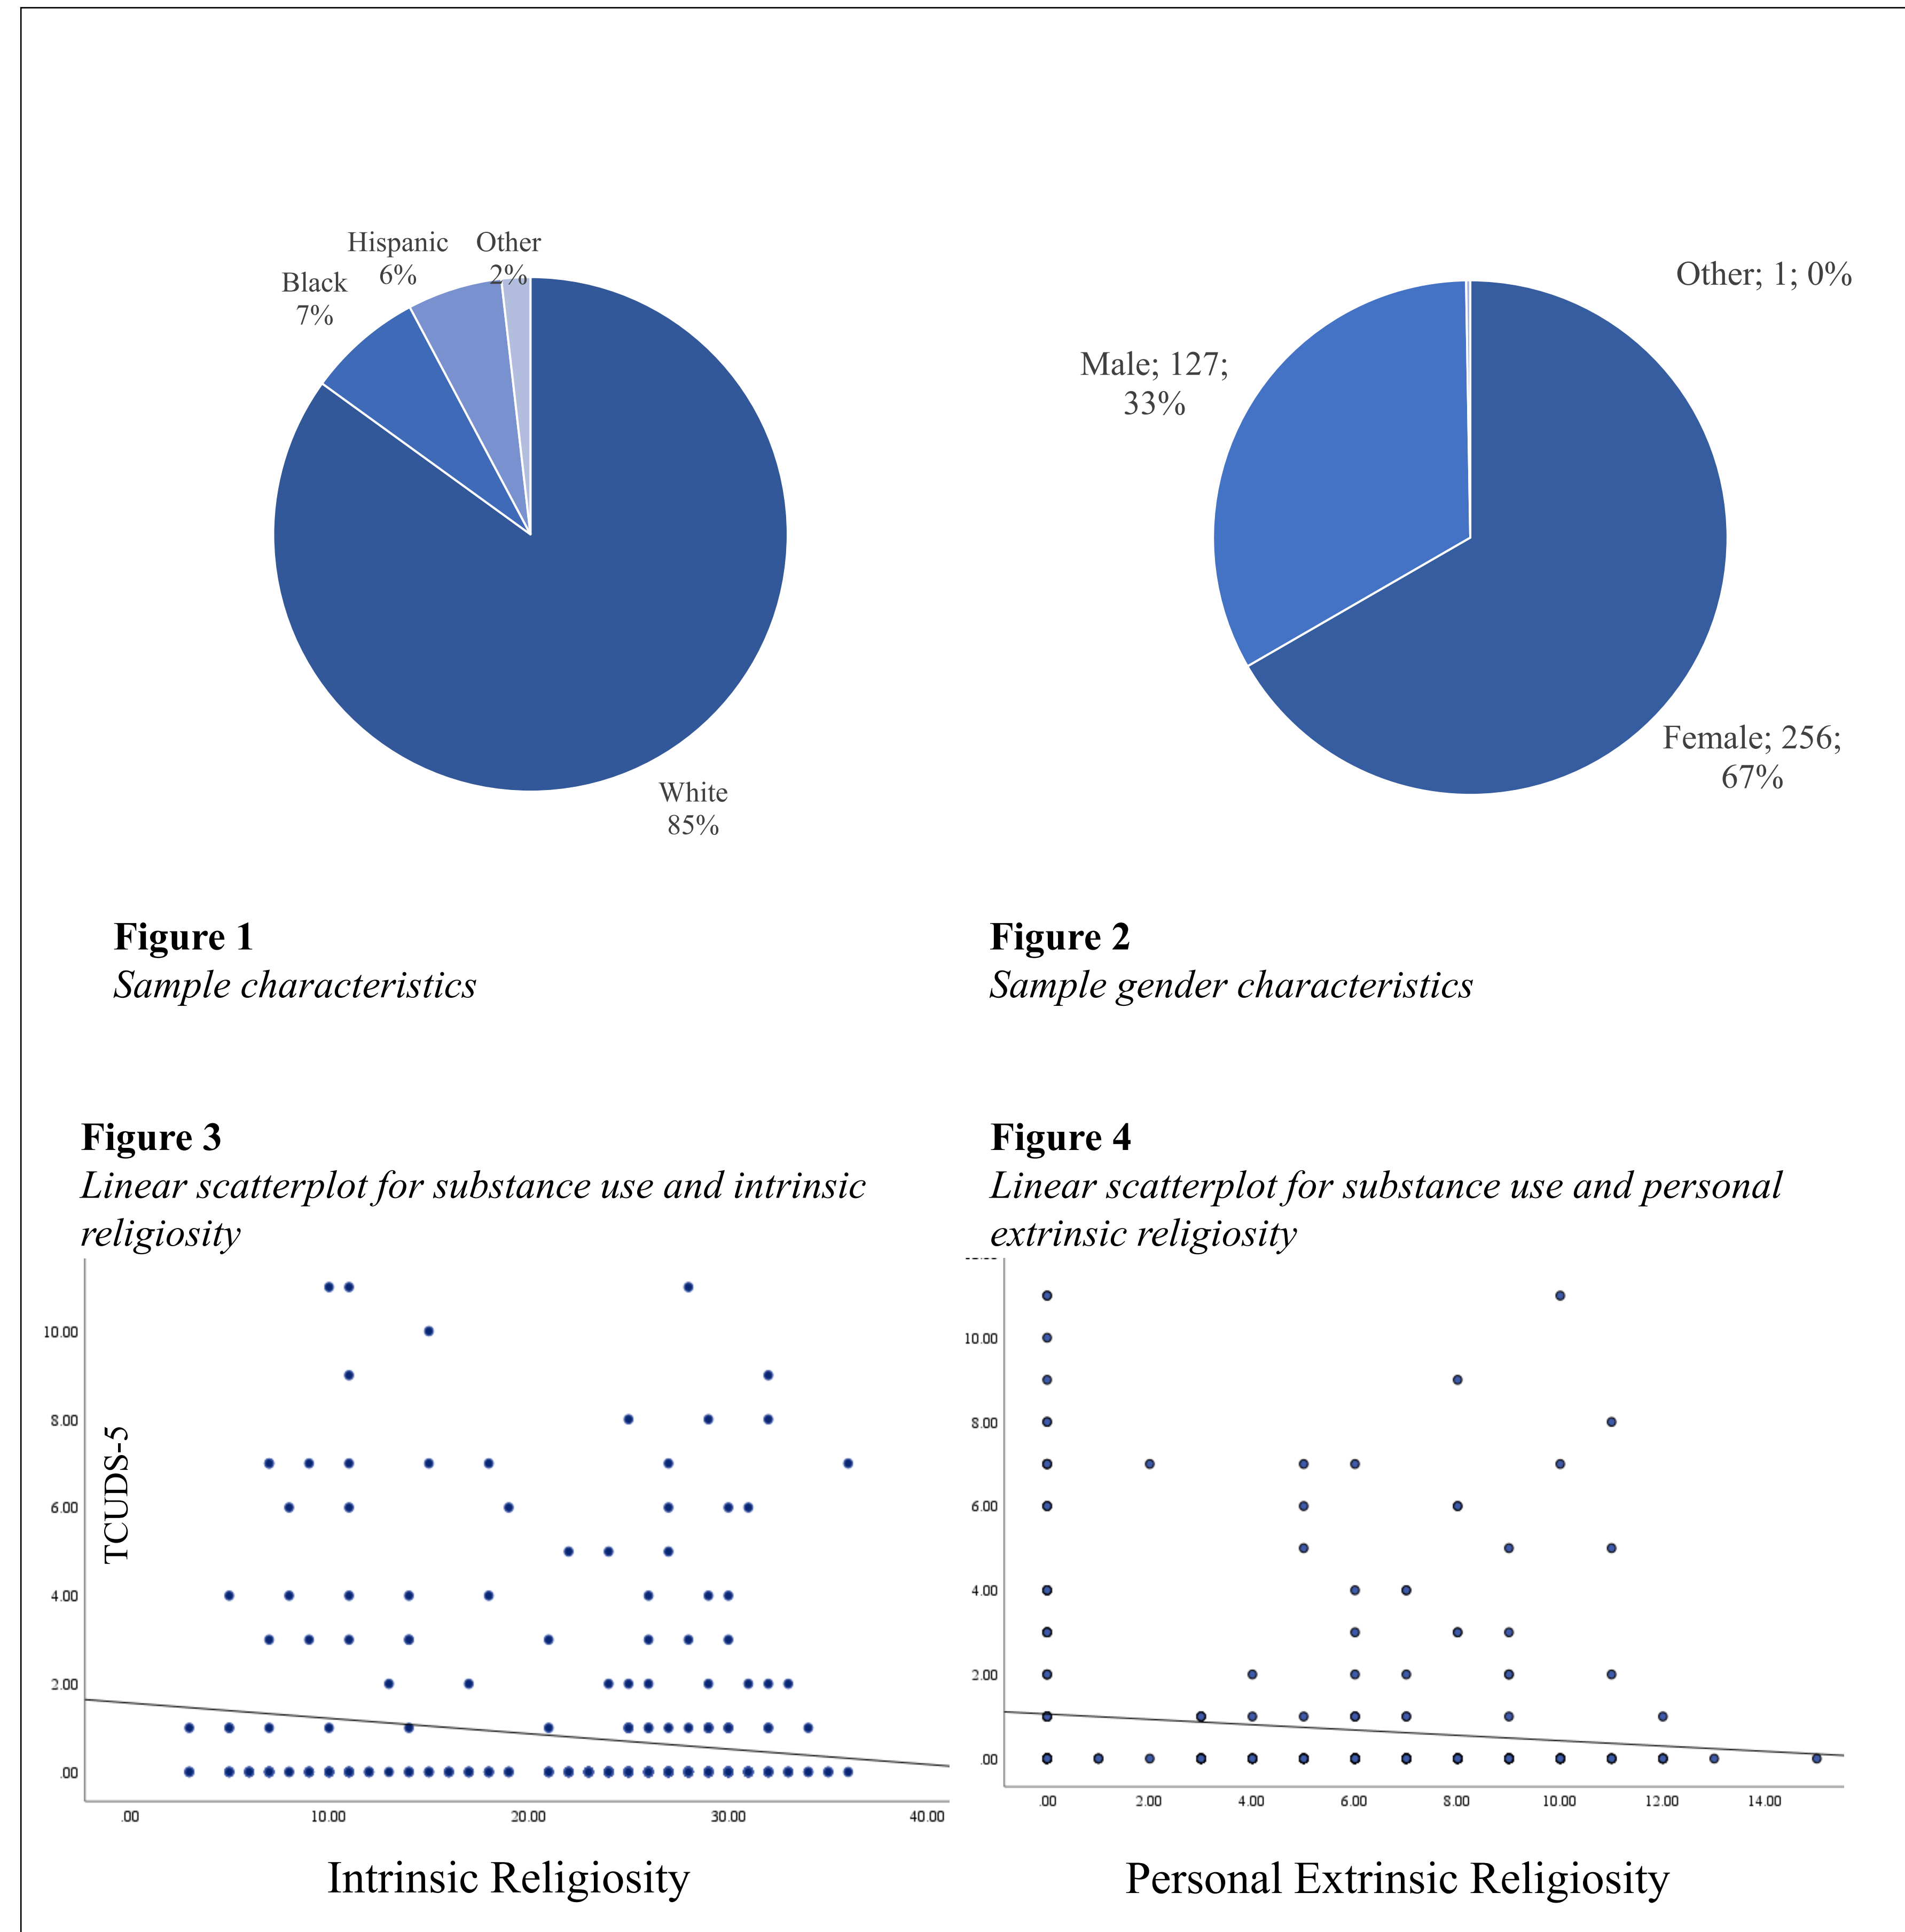 Hispanic
6%
Other
2%
Black
7%
White
85%
Other; 1; 0%
Male; 127;
33%
Female; 256;
67%
Figure 1
Sample characteristics
Figure 2
Sample gender characteristics
Figure 3
Linear scatterplot for substance use and intrinsic
religiosity
10.00
8.00
6.00
4.00
2.00
.00
TCUDS-5
.00 10.00 20.00 30.00 40.00
Intrinsic Religiosity
Figure 4
Linear scatterplot for substance use and personal
extrinsic religiosity
10.00
8.00
6.00
4.00
2.00
.00
.00 2.00 4.00 6.00 8.00 10.00 12.00 14.00
Personal Extrinsic Religiosity